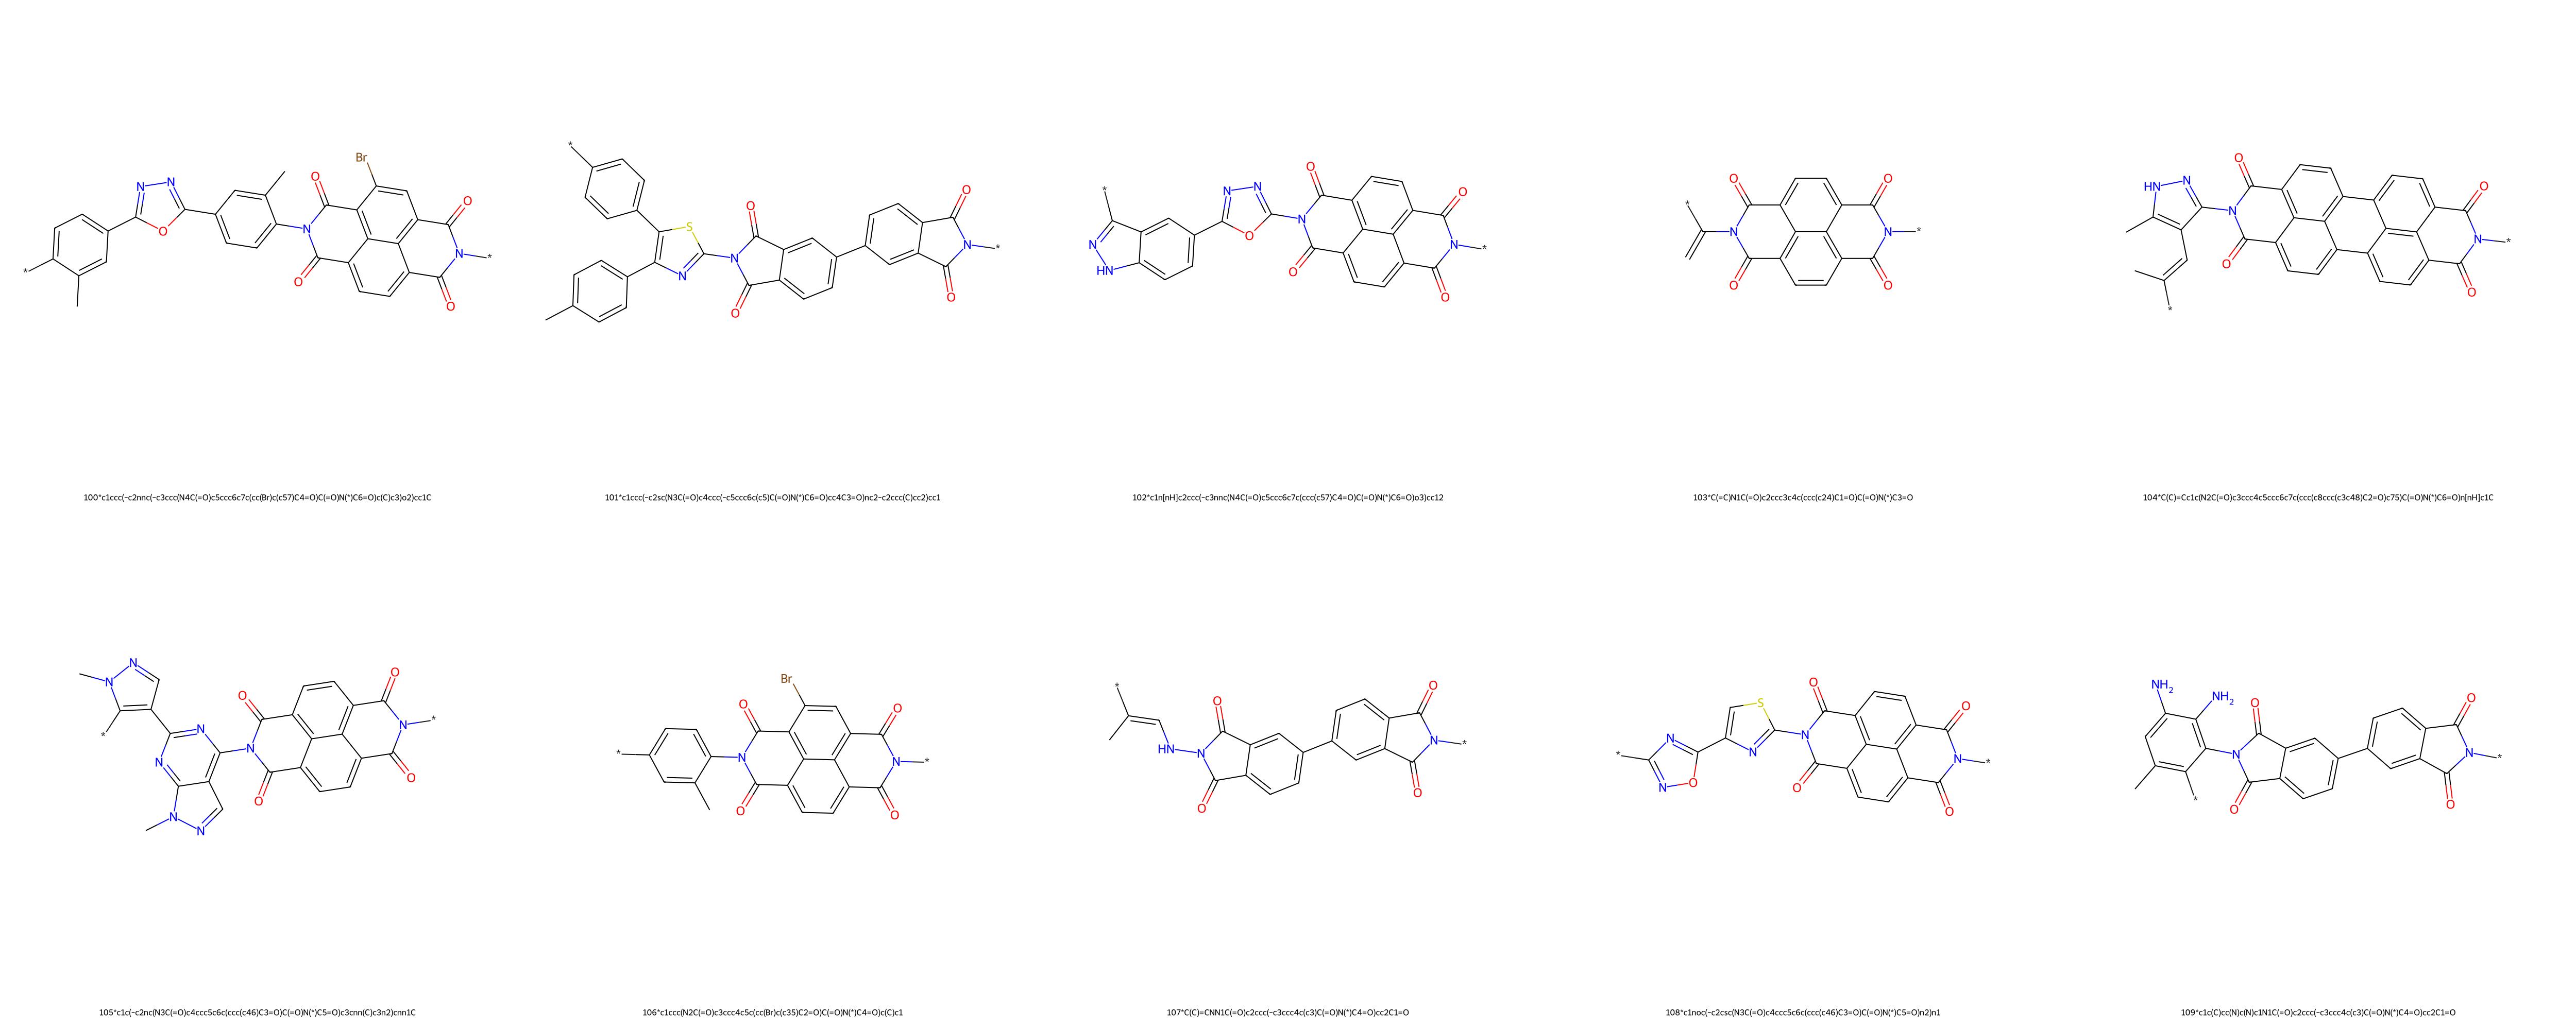 100*c1ccc(-c2nnc(-c3ccc(N4C(=O)c5ccc6c7c(cc(Br)c(c57)C4=O)C(=O)N(*)C6=O)c(C)c3)o2)cc1C
101*c1ccc(-c2sc(N3C(=O)c4ccc(-c5ccc6c(c5)C(=O)N(*)C6=O)cc4C3=O)nc2-c2ccc(C)cc2)cc1
102*c1n[nH]c2ccc(-c3nnc(N4C(=O)c5ccc6c7c(ccc(c57)C4=O)C(=O)N(*)C6=O)o3)cc12
103*C(=C)N1C(=O)c2ccc3c4c(ccc(c24)C1=O)C(=O)N(*)C3=O
104*C(C)=Cc1c(N2C(=O)c3ccc4c5ccc6c7c(ccc(c8ccc(c3c48)C2=O)c75)C(=O)N(*)C6=O)n[nH]c1C
105*c1c(-c2nc(N3C(=O)c4ccc5c6c(ccc(c46)C3=O)C(=O)N(*)C5=O)c3cnn(C)c3n2)cnn1C
106*c1ccc(N2C(=O)c3ccc4c5c(cc(Br)c(c35)C2=O)C(=O)N(*)C4=O)c(C)c1
107*C(C)=CNN1C(=O)c2ccc(-c3ccc4c(c3)C(=O)N(*)C4=O)cc2C1=O
108*c1noc(-c2csc(N3C(=O)c4ccc5c6c(ccc(c46)C3=O)C(=O)N(*)C5=O)n2)n1
109*c1c(C)cc(N)c(N)c1N1C(=O)c2ccc(-c3ccc4c(c3)C(=O)N(*)C4=O)cc2C1=O